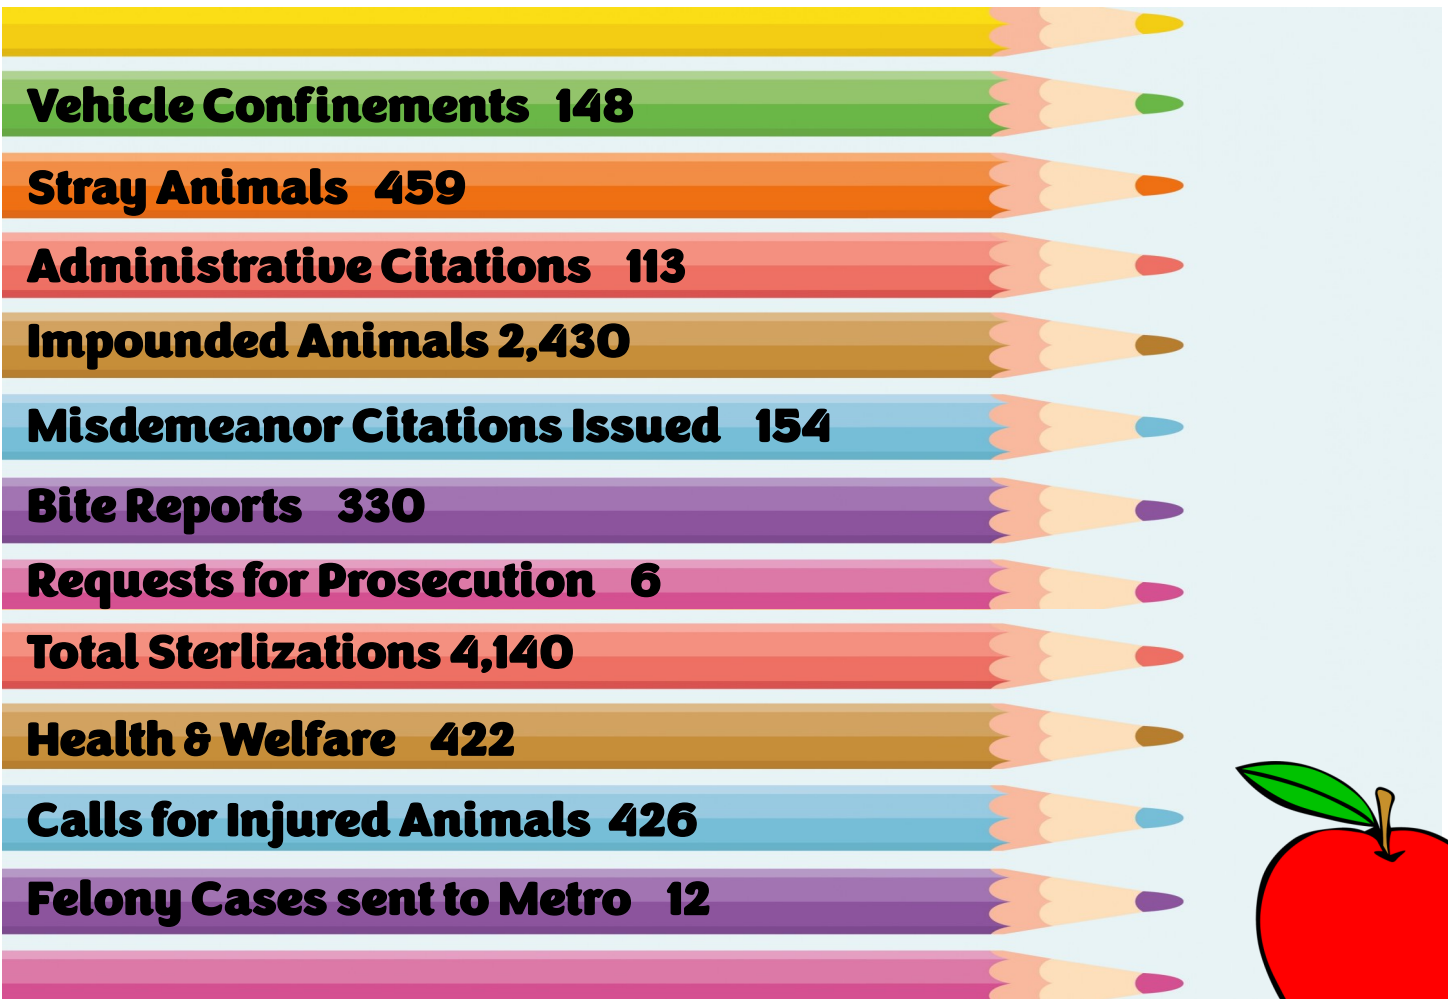 Vehicle Confinements 148
Stray Animals 459
Administrative Citations 113
Impounded Animals 2,430
Misdemeanor Citations Issued 154
Bite Reports 330
Requests for Prosecution 6
Total Sterlizations 4,140
Health & Welfare 422
Calls for Injured Animals 426
Felony Cases sent to Metro 12